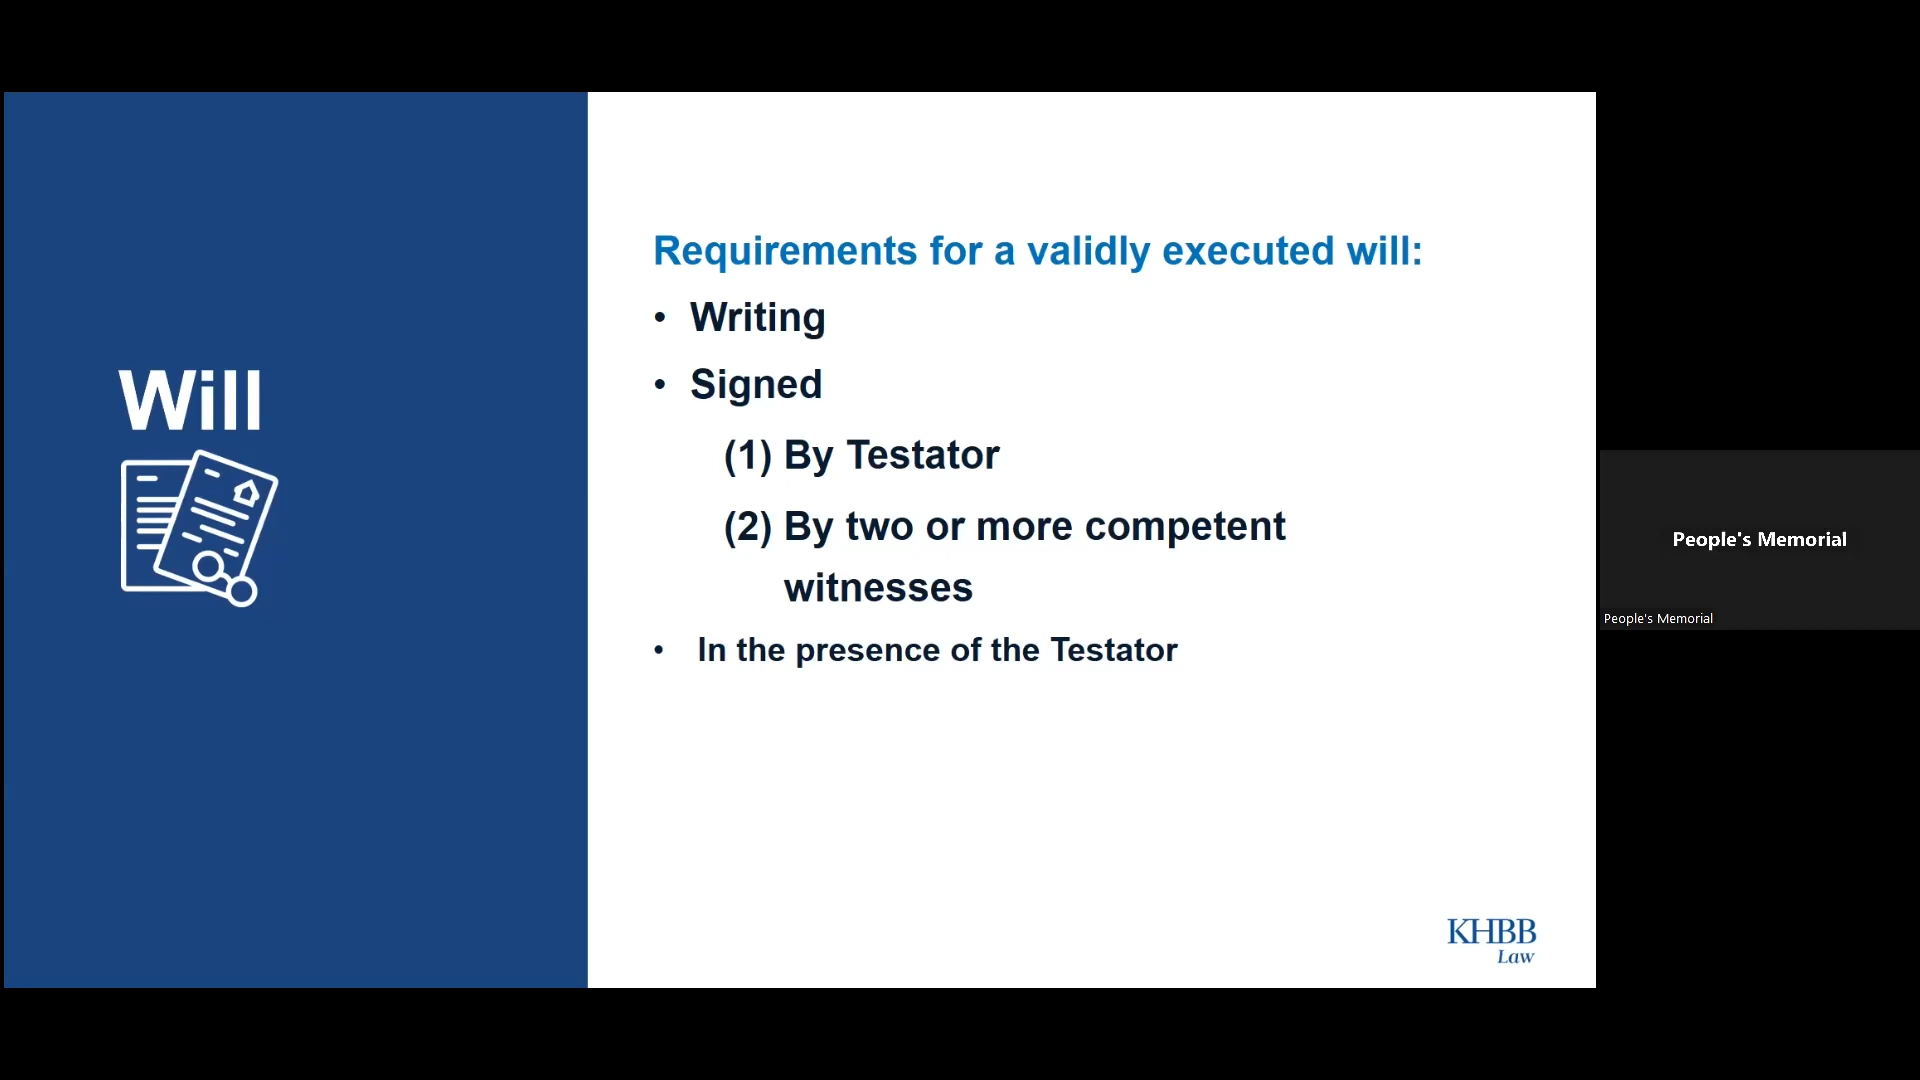 Will
Requirements for a validly executed will:
• Writing
• Signed
(1) By Testator
(2) By two or more competent
witnesses
• In the presence of the Testator
KHBB
Law
People's Memorial
People's Memorial